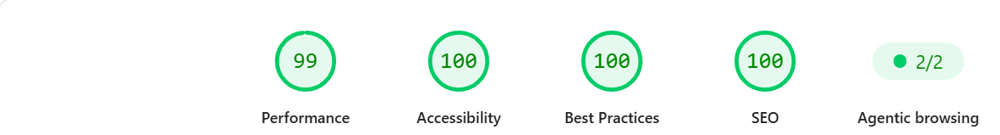 99 100 100 100 2/2
Performance Accessibility Best Practices SEO Agentic browsing